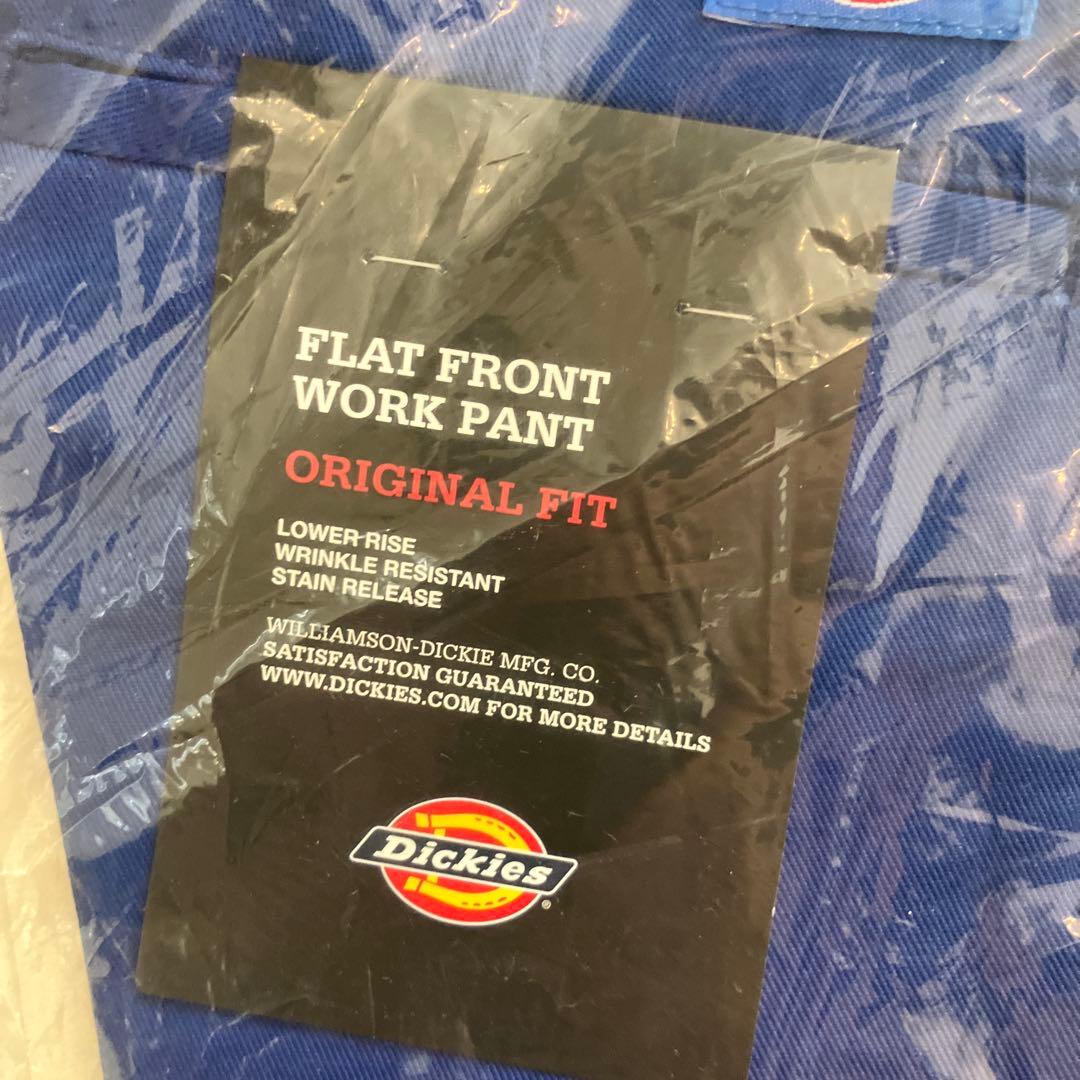 FLAT FRONT
WORK PANT
ORIGINAL FIT
LOWER RISE
WRINKLE RESISTANT
STAIN RELEASE
WILLIAMSON-DICKIE MFG. CO.
SATISFACTION GUARANTEED
WWW.DICKIES.COM FOR MORE DETAILS
Dickies®